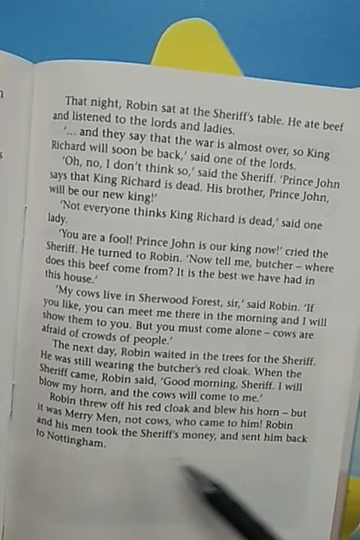 That night, Robin sat at the Sheriff's table. He ate beef
and listened to the lords and ladies.
'... and they say that the war is almost over, so King
Richard will soon be back,' said one of the lords.
'Oh, no, I don't think so,' said the Sheriff. 'Prince John
says that King Richard is dead. His brother, Prince John,
will be our new king!'
'Not everyone thinks King Richard is dead,' said one
lady.
'You are a fool! Prince John is our king now!' cried the
Sheriff. He turned to Robin. 'Now tell me, butcher – where
does this beef come from? It is the best we have had in
this house.'
'My cows live in Sherwood Forest, sir,' said Robin. 'If
you like, you can meet me there in the morning and I will
show them to you. But you must come alone – cows are
afraid of crowds of people.'
The next day, Robin waited in the trees for the Sheriff.
He was still wearing the butcher's red cloak. When the
Sheriff came, Robin said, 'Good morning, Sheriff. I will
blow my horn, and the cows will come to me.'
Robin threw off his red cloak and blew his horn – but
it was Merry Men, not cows, who came to him! Robin
and his men took the Sheriff's money, and sent him back
to Nottingham.